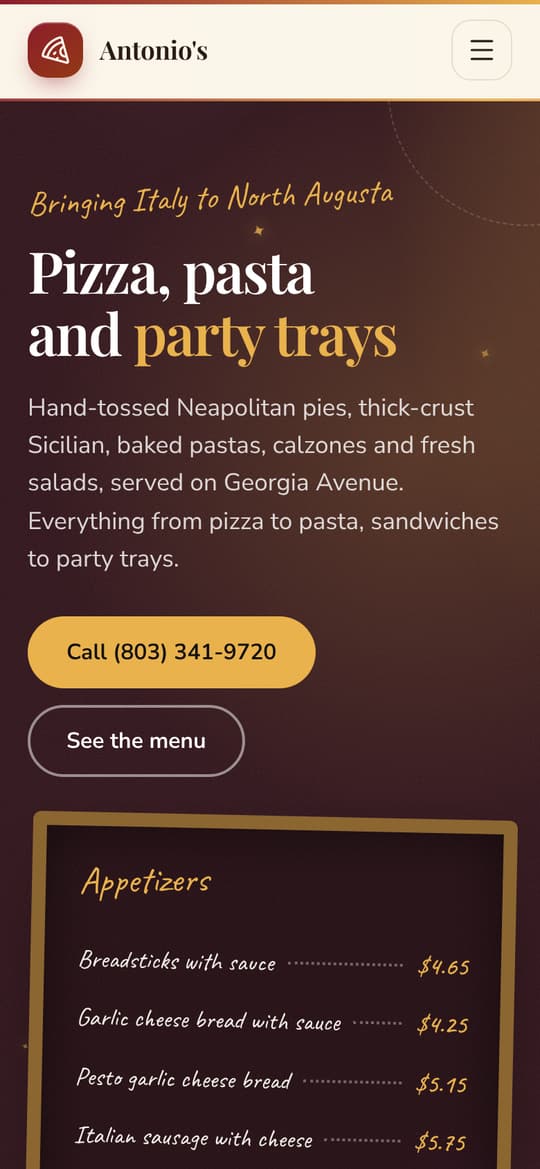 Antonio's
Bringing Italy to North Augusta
Pizza, pasta
and party trays
Hand-tossed Neapolitan pies, thick-crust
Sicilian, baked pastas, calzones and fresh
salads, served on Georgia Avenue.
Everything from pizza to pasta, sandwiches
to party trays.
Call (803) 341-9720
See the menu
Appetizers
Breadsticks with sauce $4.65
Garlic cheese bread with sauce $4.25
Pesto garlic cheese bread $5.15
Italian sausage with cheese $5.75